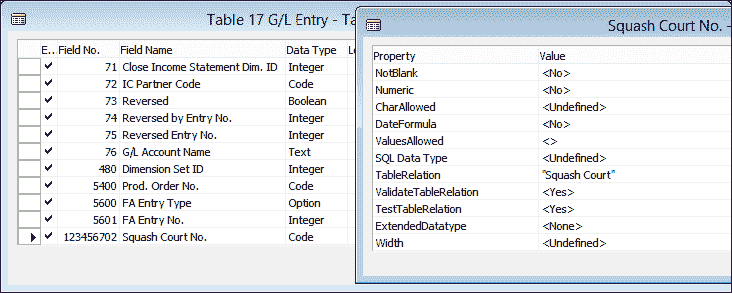 Table 17 G/L Entry - Ta
E.. Field No. Field Name Data Type Le
71 Close Income Statement Dim. ID Integer
72 IC Partner Code Code
73 Reversed Boolean
74 Reversed by Entry No. Integer
75 Reversed Entry No. Integer
76 G/L Account Name Text
480 Dimension Set ID Integer
5400 Prod. Order No. Code
5600 FA Entry Type Option
5601 FA Entry No. Integer
123456702 Squash Court No. Code
Squash Court No. -
Property Value
NotBlank <No>
Numeric <No>
CharAllowed <Undefined>
DateFormula <No>
ValuesAllowed <>
SQL Data Type <Undefined>
TableRelation "Squash Court"
ValidateTableRelation <Yes>
TestTableRelation <Yes>
ExtendedDatatype <None>
Width <Undefined>